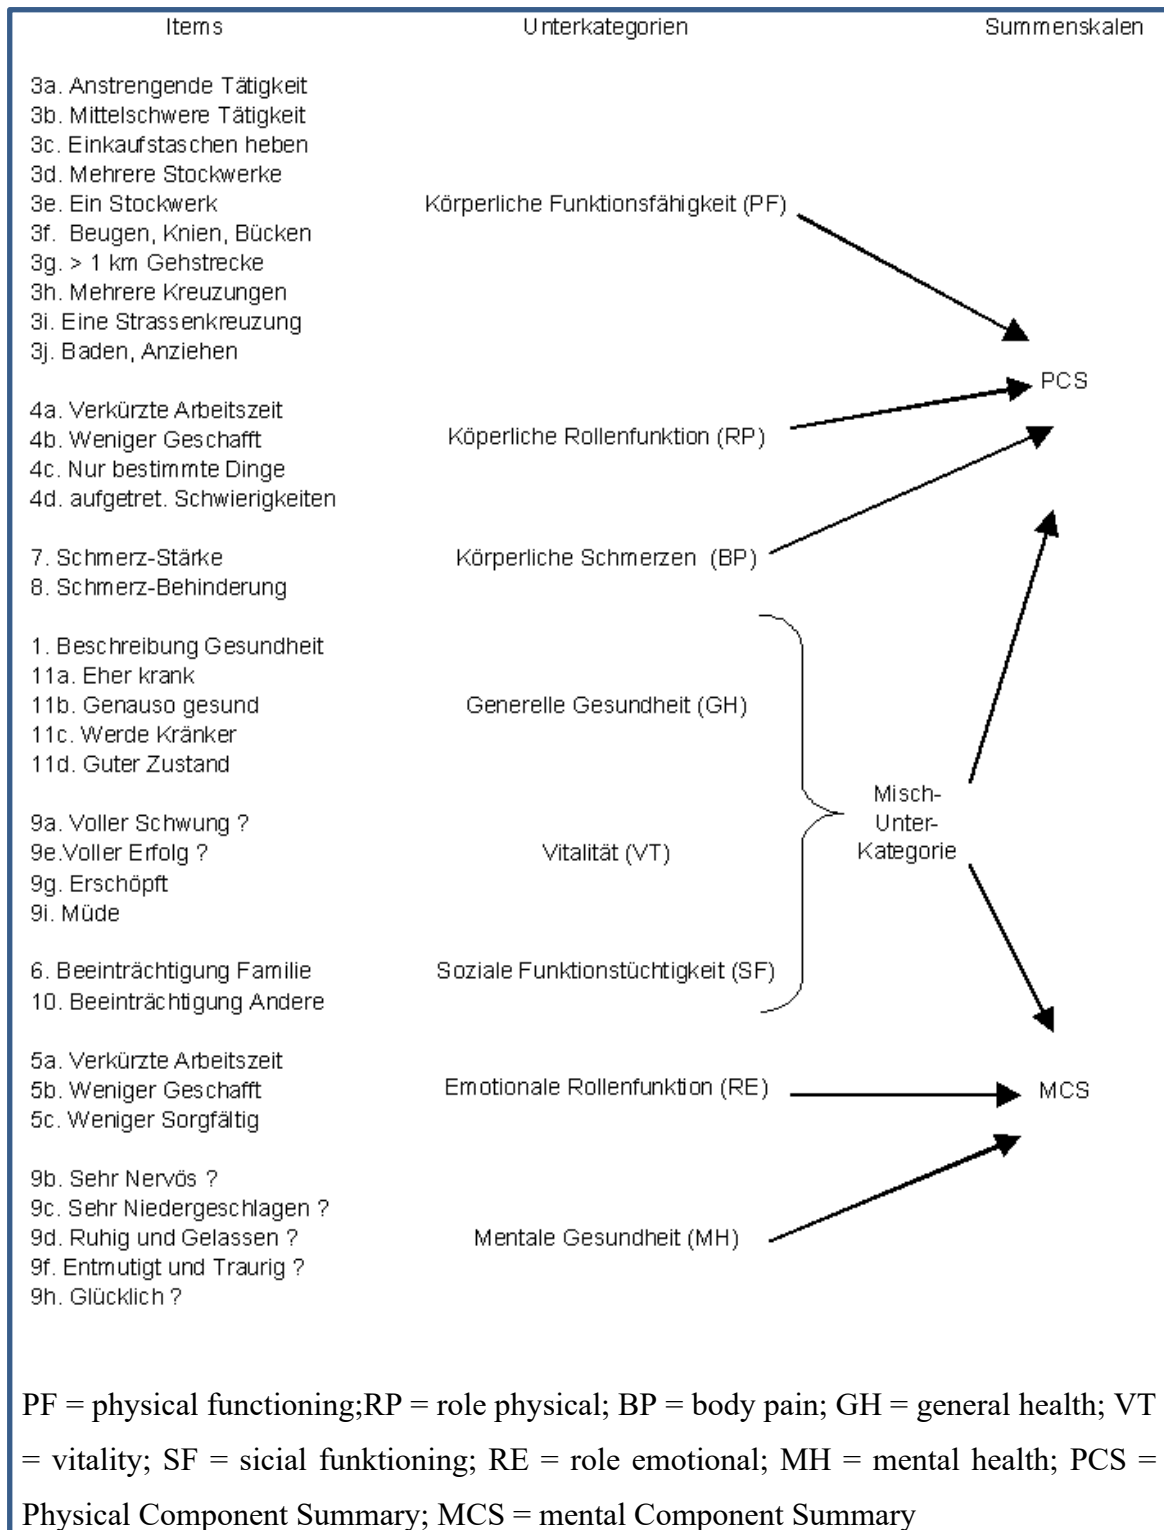 Items Unterkategorien Summenskalen
3a. Anstrengende Tätigkeit
3b. Mittelschwere Tätigkeit
3c. Einkaufstaschen heben
3d. Mehrere Stockwerke
3e. Ein Stockwerk
3f. Beugen, Knien, Bücken
3g. > 1 km Gehstrecke
3h. Mehrere Kreuzungen
3i. Eine Strassenkreuzung
3j. Baden, Anziehen
Körperliche Funktionsfähigkeit (PF)
PCS
4a. Verkürzte Arbeitszeit
4b. Weniger Geschafft
4c. Nur bestimmte Dinge
4d. aufgetret. Schwierigkeiten
Köperliche Rollenfunktion (RP)
7. Schmerz-Stärke
8. Schmerz-Behinderung
Körperliche Schmerzen (BP)
1. Beschreibung Gesundheit
11a. Eher krank
11b. Genauso gesund
11c. Werde Kränker
11d. Guter Zustand
Generelle Gesundheit (GH)
9a. Voller Schwung ?
9e.Voller Erfolg ?
9g. Erschöpft
9i. Müde
Vitalität (VT)
Misch-
Unter-
Kategorie
6. Beeinträchtigung Familie
10. Beeinträchtigung Andere
Soziale Funktionstüchtigkeit (SF)
5a. Verkürzte Arbeitszeit
5b. Weniger Geschafft
5c. Weniger Sorgfältig
Emotionale Rollenfunktion (RE)
MCS
9b. Sehr Nervös ?
9c. Sehr Niedergeschlagen ?
9d. Ruhig und Gelassen ?
9f. Entmutigt und Traurig ?
9h. Glücklich ?
Mentale Gesundheit (MH)
PF = physical functioning;RP = role physical; BP = body pain; GH = general health; VT
= vitality; SF = sicial funktioning; RE = role emotional; MH = mental health; PCS =
Physical Component Summary; MCS = mental Component Summary